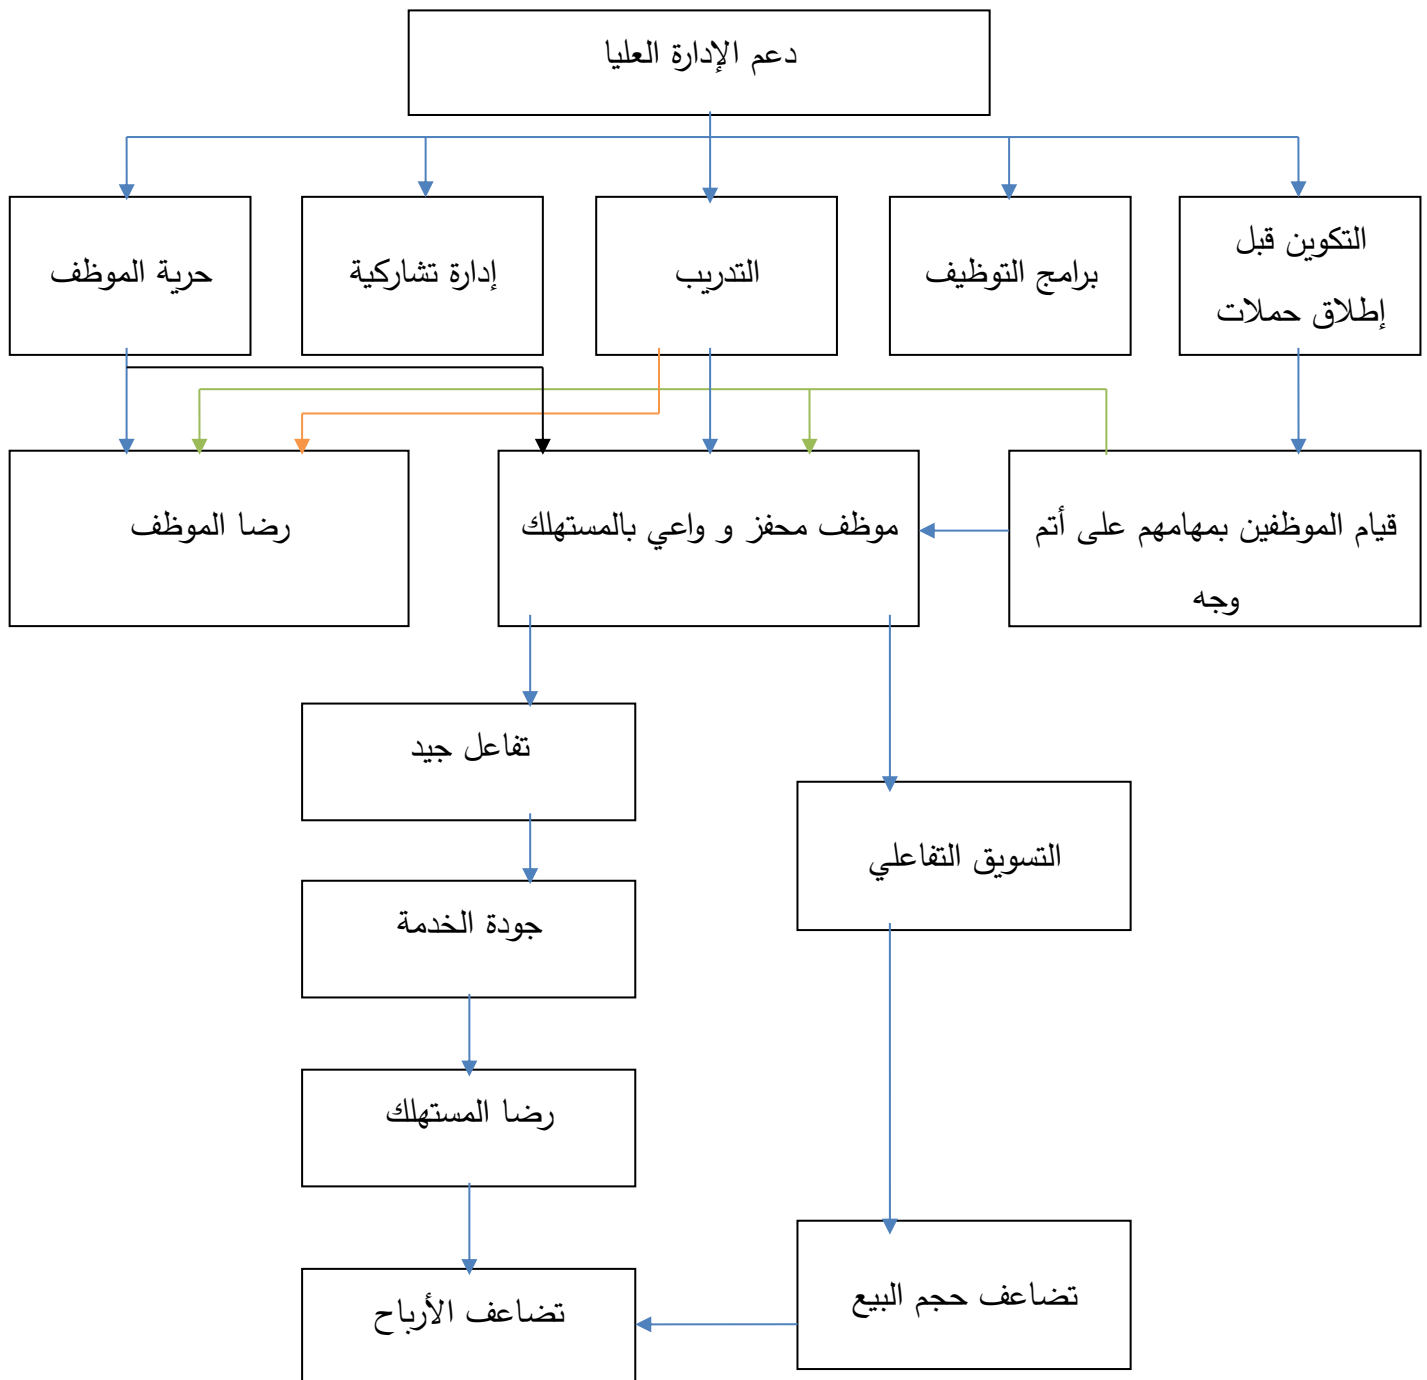 دعم الإدارة العليا
التكوين قبل
إطلاق حملات
برامج التوظيف
التدريب
إدارة تشاركية
حرية الموظف
قيام الموظفين بمهامهم على أتم
وجه
موظف محفز و واعي بالمستهلك
رضا الموظف
تفاعل جيد
التسويق التفاعلي
جودة الخدمة
رضا المستهلك
تضاعف حجم البيع
تضاعف الأرباح